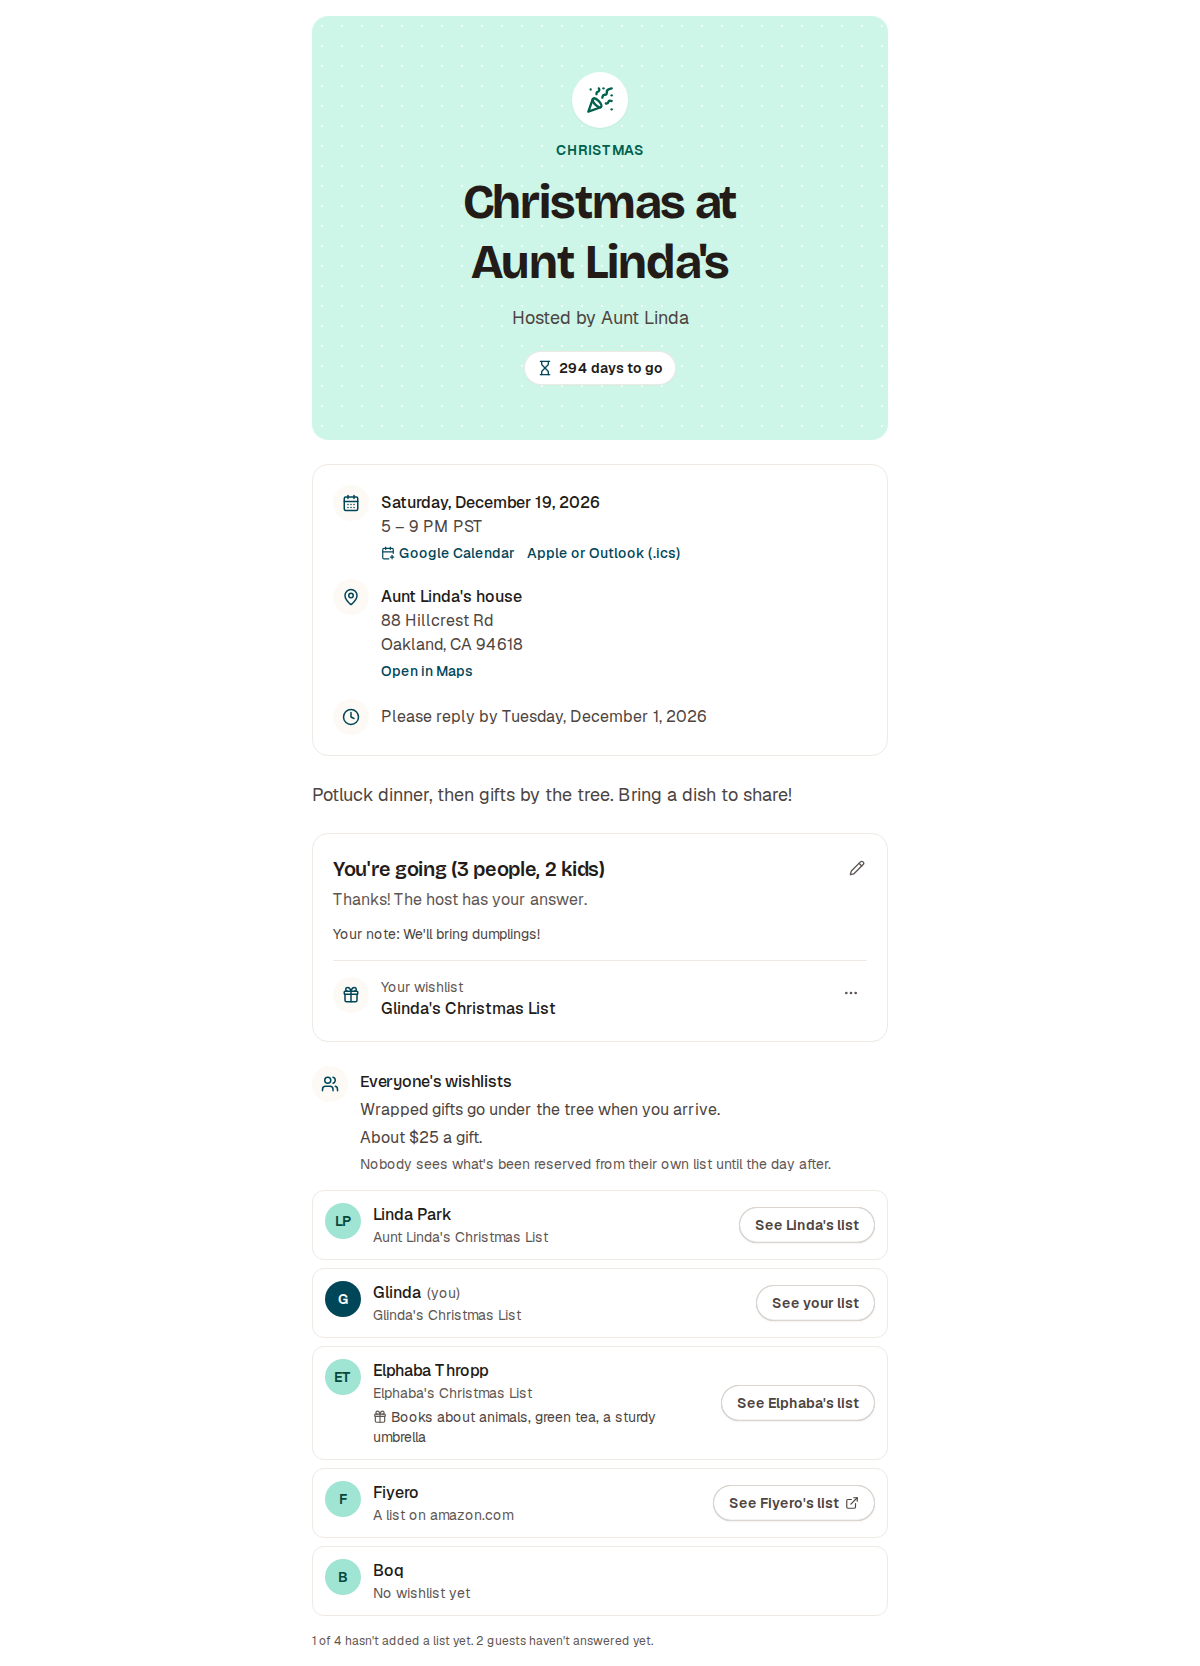 CHRISTMAS
Christmas at
Aunt Linda's
Hosted by Aunt Linda
294 days to go
Saturday, December 19, 2026
5 – 9 PM PST
Google Calendar Apple or Outlook (.ics)
Aunt Linda's house
88 Hillcrest Rd
Oakland, CA 94618
Open in Maps
Please reply by Tuesday, December 1, 2026
Potluck dinner, then gifts by the tree. Bring a dish to share!
You're going (3 people, 2 kids)
Thanks! The host has your answer.
Your note: We'll bring dumplings!
Your wishlist
Glinda's Christmas List
Everyone's wishlists
Wrapped gifts go under the tree when you arrive.
About $25 a gift.
Nobody sees what's been reserved from their own list until the day after.
LP
Linda Park
Aunt Linda's Christmas List
See Linda's list
G
Glinda (you)
Glinda's Christmas List
See your list
ET
Elphaba Thropp
Elphaba's Christmas List
Books about animals, green tea, a sturdy
umbrella
See Elphaba's list
F
Fiyero
A list on amazon.com
See Fiyero's list
B
Boq
No wishlist yet
1 of 4 hasn't added a list yet. 2 guests haven't answered yet.